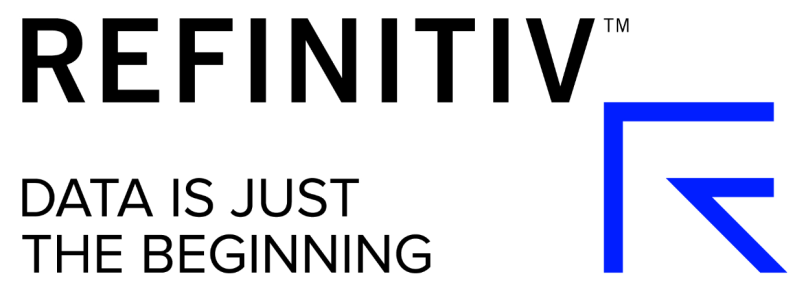 REFINITIV™
DATA IS JUST
THE BEGINNING